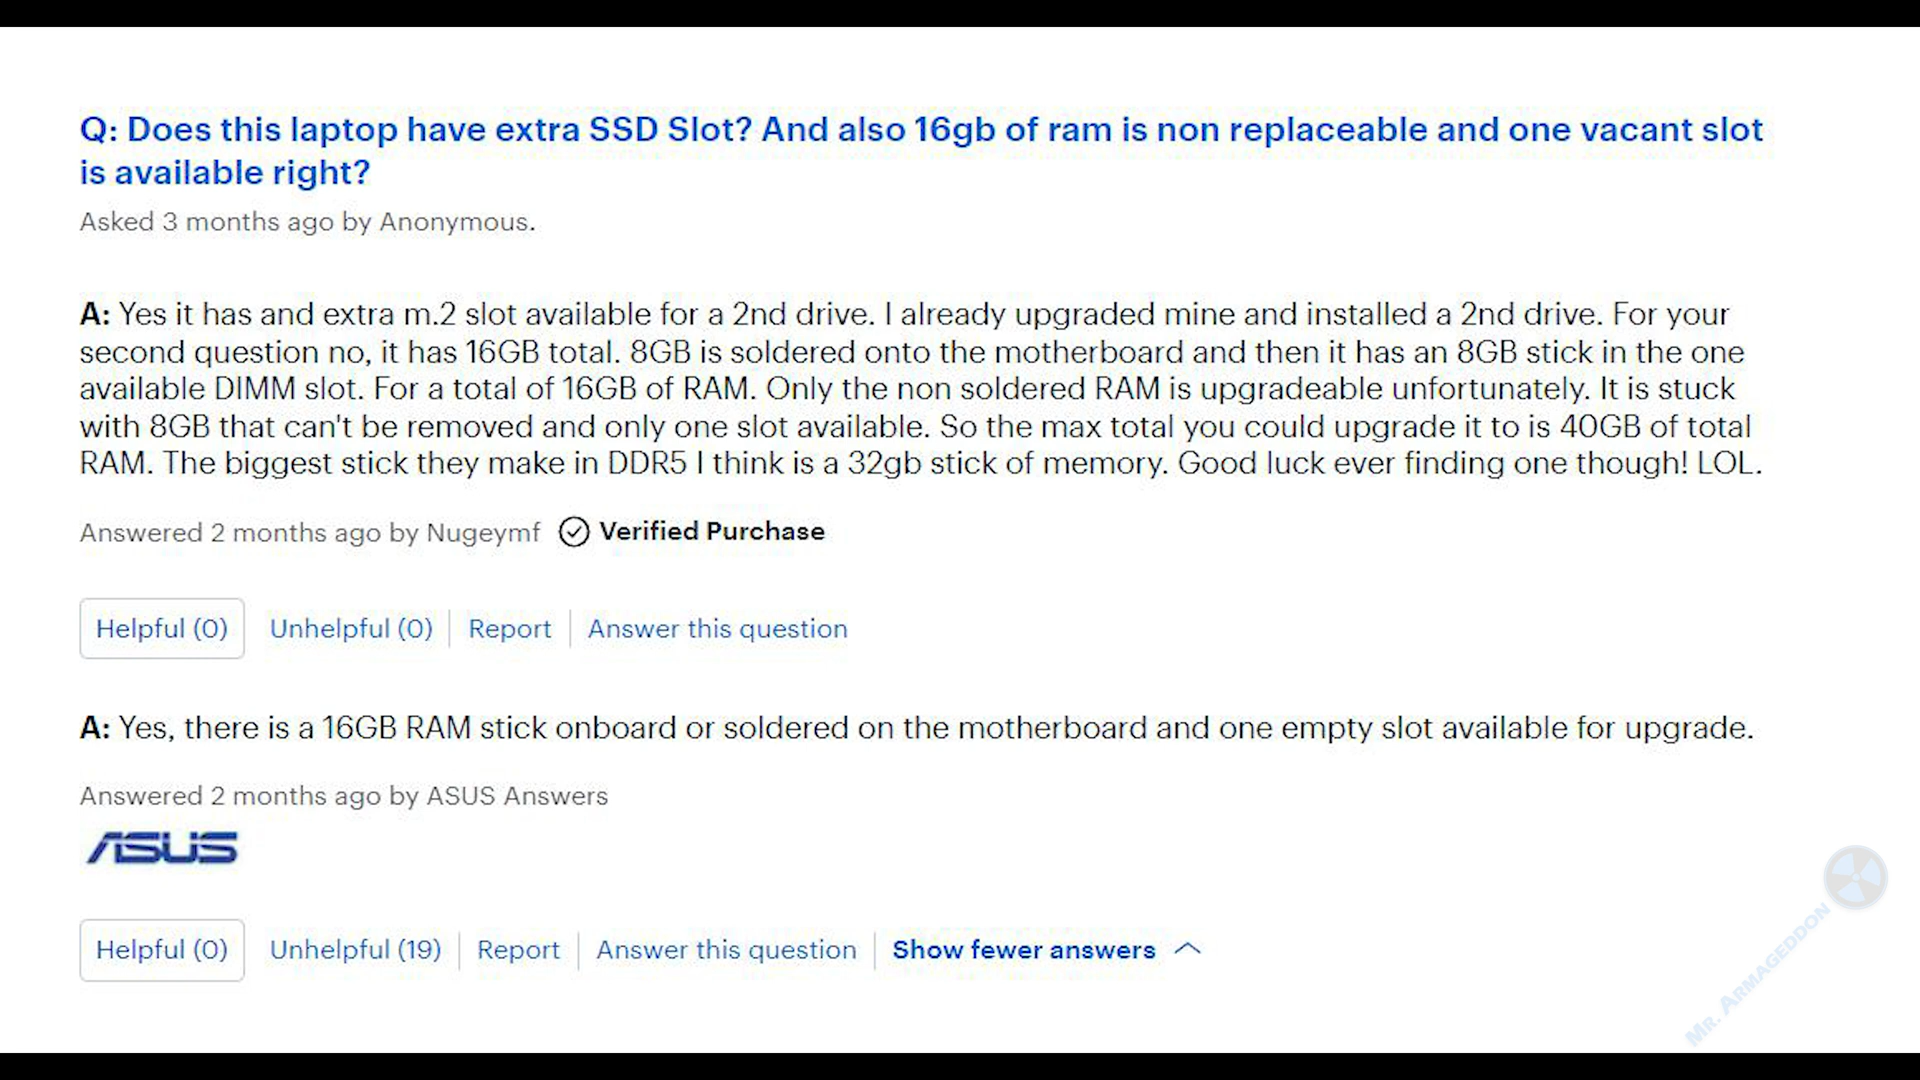 Q: Does this laptop have extra SSD Slot? And also 16gb of ram is non replaceable and one vacant slot
is available right?
Asked 3 months ago by Anonymous.
A: Yes it has and extra m.2 slot available for a 2nd drive. I already upgraded mine and installed a 2nd drive. For your
second question no, it has 16GB total. 8GB is soldered onto the motherboard and then it has an 8GB stick in the one
available DIMM slot. For a total of 16GB of RAM. Only the non soldered RAM is upgradeable unfortunately. It is stuck
with 8GB that can't be removed and only one slot available. So the max total you could upgrade it to is 40GB of total
RAM. The biggest stick they make in DDR5 I think is a 32gb stick of memory. Good luck ever finding one though! LOL.
Answered 2 months ago by Nugeymf Verified Purchase
Helpful (0) Unhelpful (0) Report Answer this question
A: Yes, there is a 16GB RAM stick onboard or soldered on the motherboard and one empty slot available for upgrade.
Answered 2 months ago by ASUS Answers
ASUS
Helpful (0) Unhelpful (19) Report Answer this question Show fewer answers
MR. ARMAGEDDON